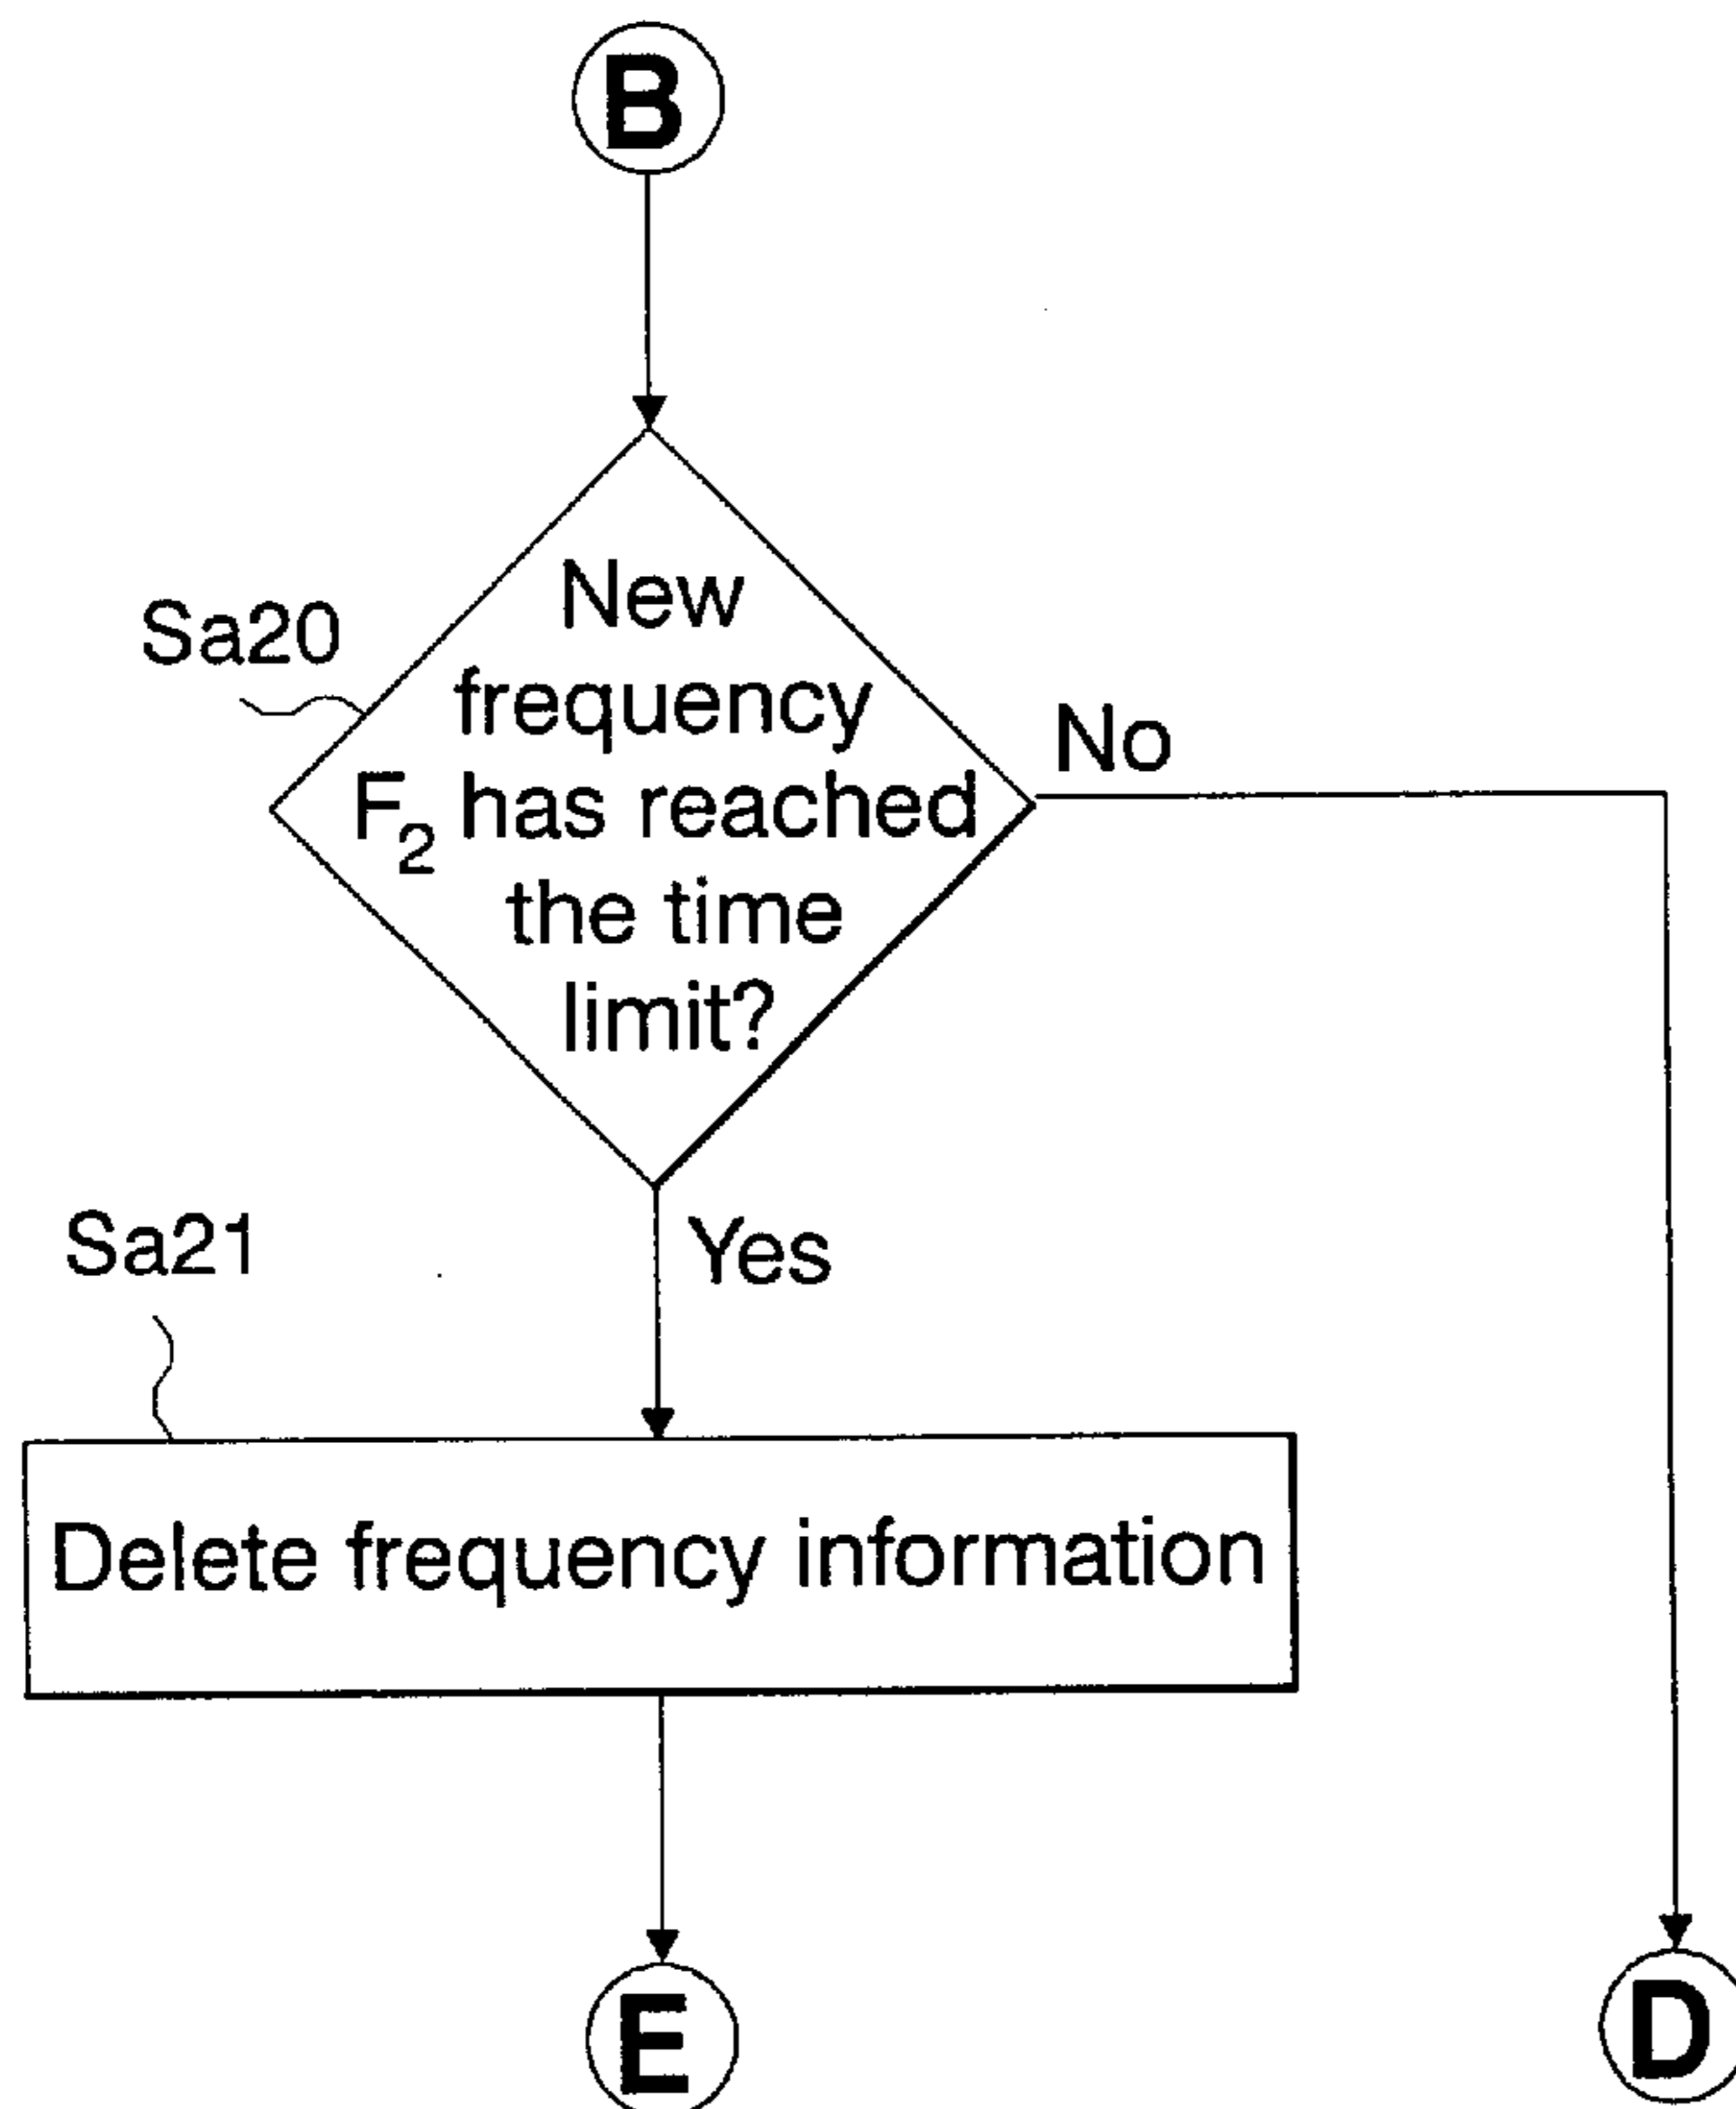 B
Sa20
New
frequency
F₂ has reached
the time
limit?
No
Sa21
Yes
Delete frequency information
E
D